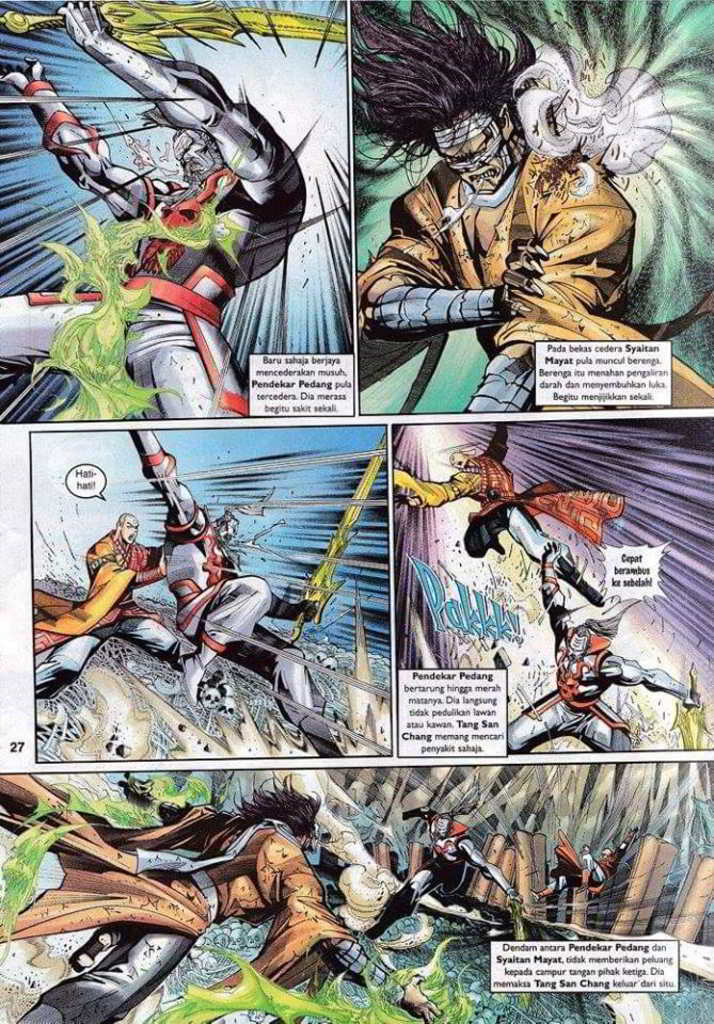 Baru sahaja berjaya
mencederakan musuh,
Pendekar Pedang pula
tercedera. Dia merasa
begitu sakit sekali.
Pada bekas cedera Syaitan
Mayat pula muncul berenga.
Berenga itu menahan pengaliran
darah dan menyembuhkan luka.
Begitu menjijikkan sekali.
Hati-
hati!
Cepat
berambus
ke sebelah!
Pakkk!
Pendekar Pedang
bertarung hingga merah
matanya. Dia langsung
tidak pedulikan lawan
atau kawan. Tang San
Chang memang mencari
penyakit sahaja.
27
Dendam antara Pendekar Pedang dan
Syaitan Mayat, tidak memberikan peluang
kepada campur tangan pihak ketiga. Dia
memaksa Tang San Chang keluar dari situ.